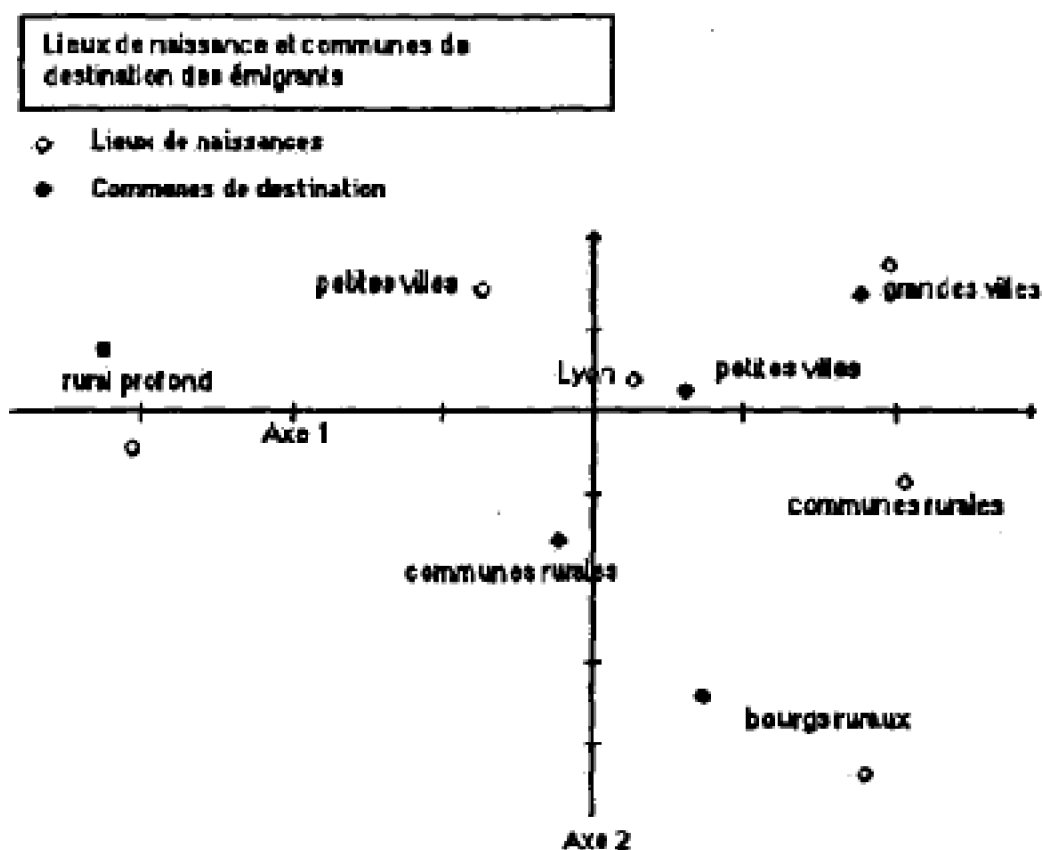 Lieux de naissance et communes de
destination des émigrants
Lieux de naissances
Communes de destination
petites villes
grandes villes
rural profond
Lyon
petites villes
Axe 1
communes rurales
communes rurales
bourgs ruraux
Axe 2